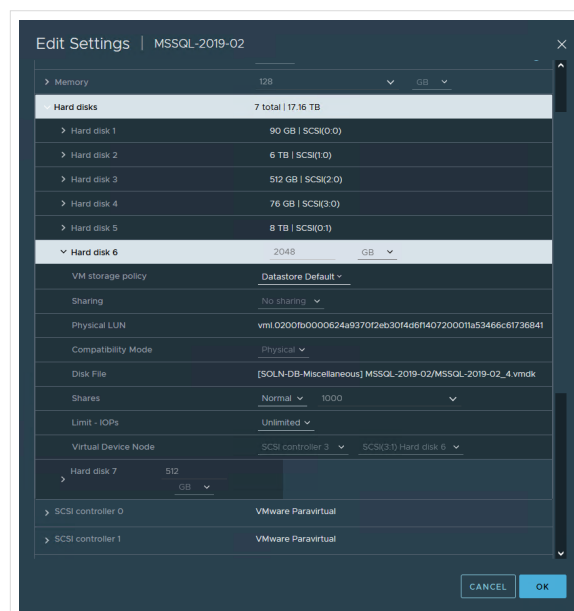 Edit Settings | MSSQL-2019-02
Memory 128 GB
Hard disks 7 total | 17.16 TB
Hard disk 1 90 GB | SCSI(0:0)
Hard disk 2 6 TB | SCSI(1:0)
Hard disk 3 512 GB | SCSI(2:0)
Hard disk 4 76 GB | SCSI(3:0)
Hard disk 5 8 TB | SCSI(0:1)
Hard disk 6 2048 GB
VM storage policy Datastore Default
Sharing No sharing
Physical LUN vml.0200fb0000624a9370f2eb30f4d6f1407200011a53466c61736841
Compatibility Mode Physical
Disk File [SOLN-DB-Miscellaneous] MSSQL-2019-02/MSSQL-2019-02_4.vmdk
Shares Normal 1000
Limit - IOPs Unlimited
Virtual Device Node SCSI controller 3 SCSI(3:1) Hard disk 6
Hard disk 7 512
GB
SCSI controller 0 VMware Paravirtual
SCSI controller 1 VMware Paravirtual
CANCEL OK